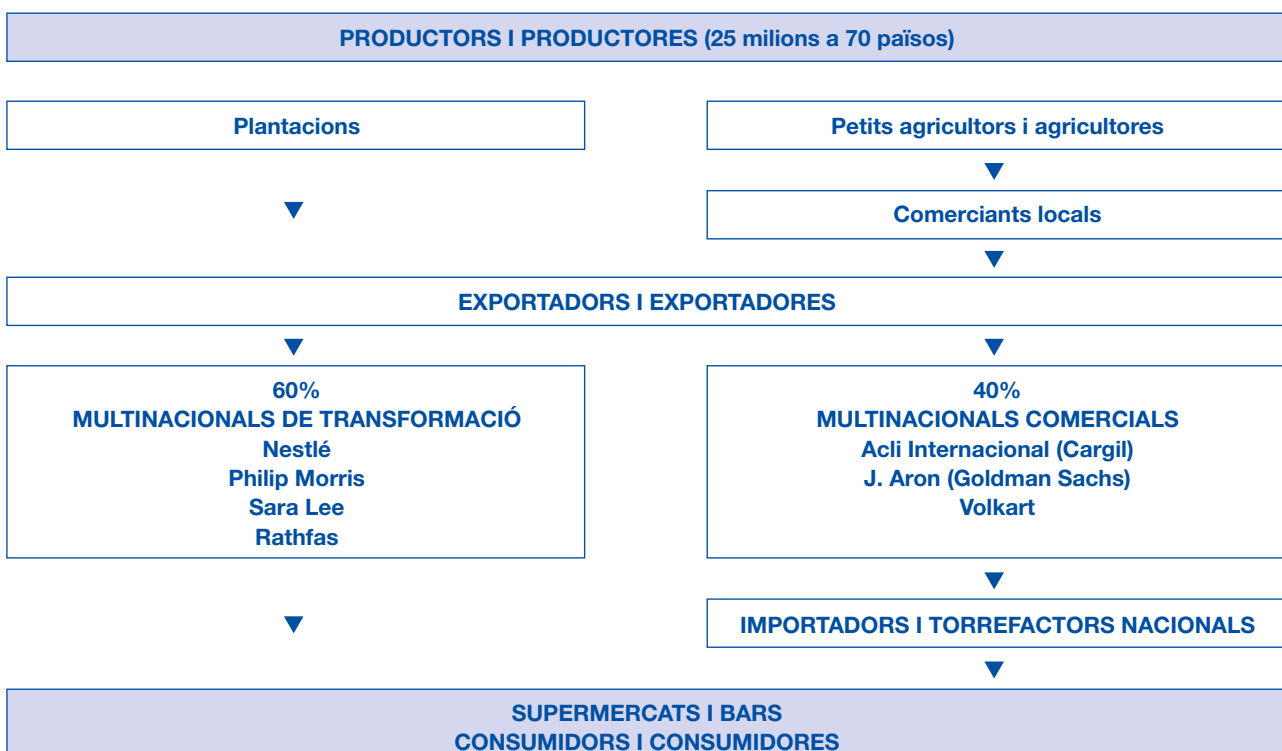 PRODUCTORS I PRODUCTORES (25 milions a 70 països)
Plantacions
Petits agricultors i agricultores
Comerciants locals
EXPORTADORS I EXPORTADORES
60%
MULTINACIONALS DE TRANSFORMACIÓ
Nestlé
Philip Morris
Sara Lee
Rathfas
40%
MULTINACIONALS COMERCIALS
Acli Internacional (Cargil)
J. Aron (Goldman Sachs)
Volkart
IMPORTADORS I TORREFACTORS NACIONALS
SUPERMERCATS I BARS
CONSUMIDORS I CONSUMIDORES